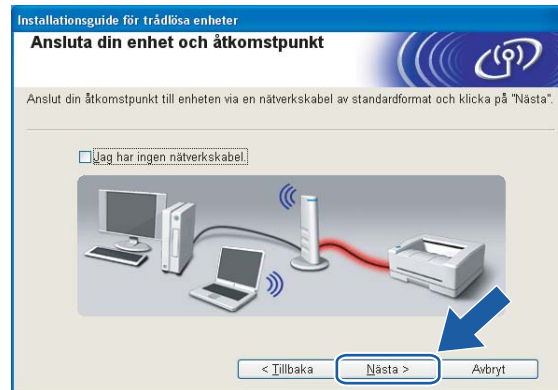 Installationsguide för trådlösa enheter
Ansluta din enhet och åtkomstpunkt
Anslut din åtkomstpunkt till enheten via en nätverkskabel av standardformat och klicka på "Nästa".
Jag har ingen nätverkskabel.
< Tillbaka
Nästa >
Avbryt